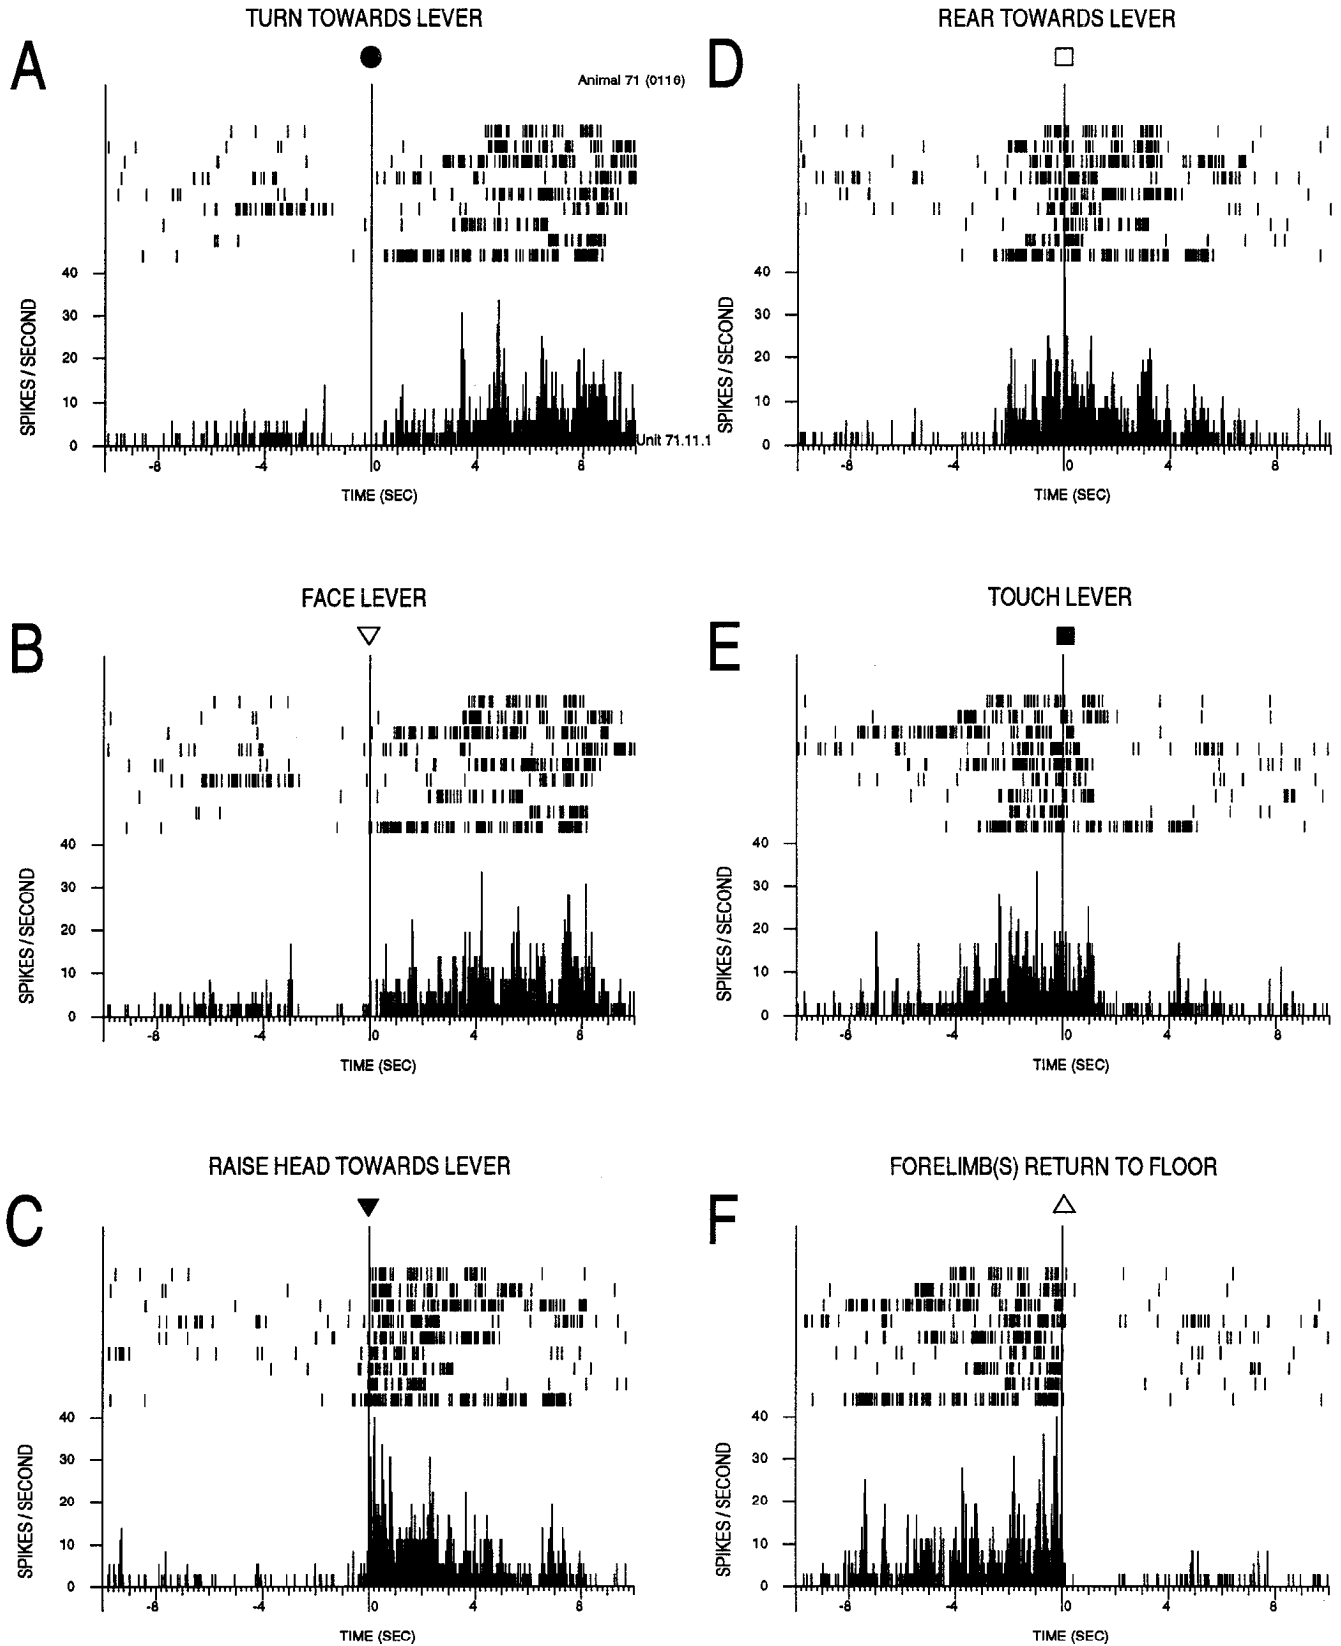 TURN TOWARDS LEVER
A
Animal 71 (0116)
40
30
20
10
0
SPIKES / SECOND
Unit 71.11.1
-8
-4
0
4
8
TIME (SEC)
REAR TOWARDS LEVER
D
40
30
20
10
0
SPIKES / SECOND
-8
-4
0
4
8
TIME (SEC)
FACE LEVER
B
40
30
20
10
0
SPIKES / SECOND
-8
-4
0
4
8
TIME (SEC)
TOUCH LEVER
E
40
30
20
10
0
SPIKES / SECOND
-8
-4
0
4
8
TIME (SEC)
RAISE HEAD TOWARDS LEVER
C
40
30
20
10
0
SPIKES / SECOND
-8
-4
0
4
8
TIME (SEC)
FORELIMB(S) RETURN TO FLOOR
F
40
30
20
10
0
SPIKES / SECOND
-8
-4
0
4
8
TIME (SEC)